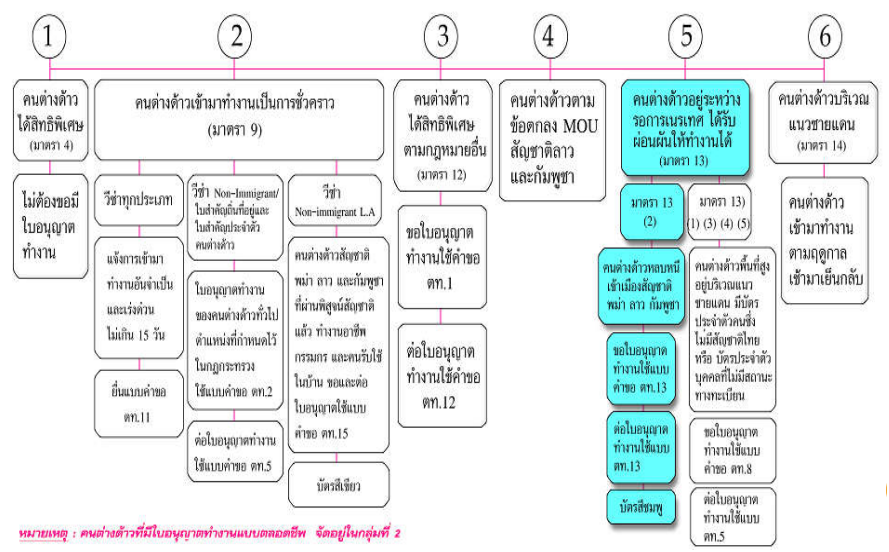 1
2
3
4
5
6
คนต่างด้าว
ได้สิทธิพิเศษ
(มาตรา 4)
ไม่ต้องขอมี
ใบอนุญาต
ทำงาน
คนต่างด้าวเข้ามาทำงานเป็นการชั่วคราว
(มาตรา 9)
วีซ่าทุกประเภท
แจ้งการเข้ามา
ทำงานอันจำเป็น
และเร่งด่วน
ไม่เกิน 15 วัน
ยื่นแบบคำขอ
ตท.11
วีซ่า Non-Immigrant/
ใบสำคัญถิ่นที่อยู่และ
ใบสำคัญประจำตัว
คนต่างด้าว
ใบอนุญาตทำงาน
ของคนต่างด้าวทั่วไป
ตำแหน่งที่กำหนดไว้
ในกฎกระทรวง
ใช้แบบคำขอ ตท.2
ต่อใบอนุญาตทำงาน
ใช้แบบคำขอ ตท.5
วีซ่า
Non-immigrant L.A
คนต่างด้าวสัญชาติ
พม่า ลาว และกัมพูชา
ที่ผ่านพิสูจน์สัญชาติ
แล้ว ทำงานอาชีพ
กรรมกร และคนรับใช้
ในบ้าน ขอและต่อ
ใบอนุญาตใช้แบบ
คำขอ ตท.15
บัตรสีเขียว
คนต่างด้าว
ได้สิทธิพิเศษ
ตามกฎหมายอื่น
(มาตรา 12)
ขอใบอนุญาต
ทำงานใช้คำขอ
ตท.1
ต่อใบอนุญาต
ทำงานใช้คำขอ
ตท.12
คนต่างด้าวตาม
ข้อตกลง MOU
สัญชาติลาว
และกัมพูชา
คนต่างด้าวอยู่ระหว่าง
รอการเนรเทศ ได้รับ
ผ่อนผันให้ทำงานได้
(มาตรา 13)
มาตรา 13
(2)
คนต่างด้าวหลบหนี
เข้าเมืองสัญชาติ
พม่า ลาว กัมพูชา
ขอใบอนุญาต
ทำงานใช้แบบ
คำขอ ตท.13
ต่อใบอนุญาต
ทำงานใช้แบบ
ตท.13
บัตรสีชมพู
มาตรา 13)
(1) (3) (4) (5)
คนต่างด้าวพื้นที่สูง
อยู่บริเวณแนว
ชายแดน มีบัตร
ประจำตัวคนซึ่ง
ไม่มีสัญชาติไทย
หรือ บัตรประจำตัว
บุคคลที่ไม่มีสถานะ
ทางทะเบียน
ขอใบอนุญาต
ทำงานใช้แบบ
คำขอ ตท.8
ต่อใบอนุญาต
ทำงานใช้แบบ
ตท.5
คนต่างด้าวบริเวณ
แนวชายแดน
(มาตรา 14)
คนต่างด้าว
เข้ามาทำงาน
ตามฤดูกาล
เข้ามาเย็นกลับ
หมายเหตุ : คนต่างด้าวที่มีใบอนุญาตทำงานแบบตลอดชีพ จัดอยู่ในกลุ่มที่ 2